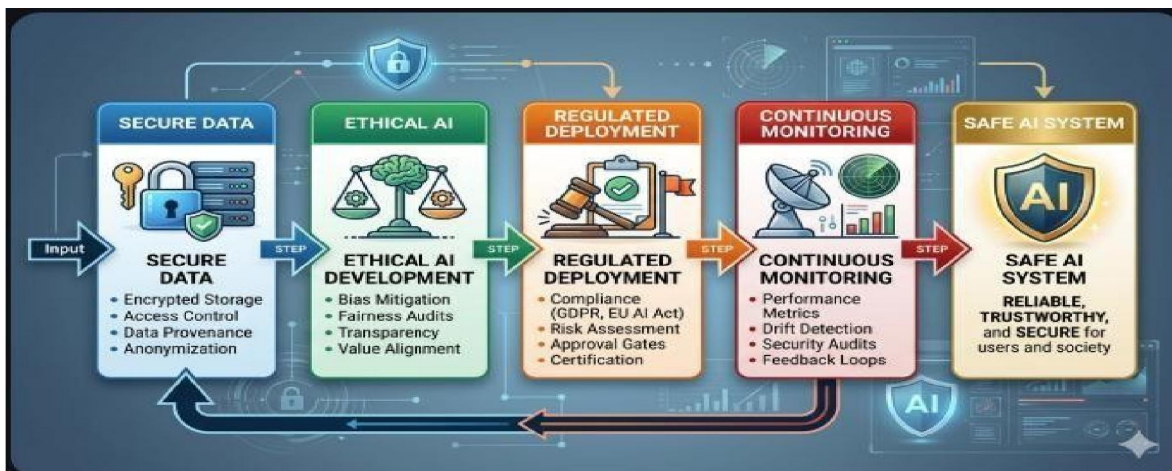 SECURE DATA
ETHICAL AI
REGULATED
DEPLOYMENT
CONTINUOUS
MONITORING
SAFE AI SYSTEM
AI
Input
STEP
STEP
STEP
STEP
SECURE
DATA
• Encrypted Storage
• Access Control
• Data Provenance
• Anonymization
ETHICAL AI
DEVELOPMENT
• Bias Mitigation
• Fairness Audits
• Transparency
• Value Alignment
REGULATED
DEPLOYMENT
• Compliance
(GDPR, EU AI Act)
• Risk Assessment
• Approval Gates
• Certification
CONTINUOUS
MONITORING
• Performance
Metrics
• Drift Detection
• Security Audits
• Feedback Loops
SAFE AI
SYSTEM
RELIABLE,
TRUSTWORTHY,
and SECURE for
users and society
AI